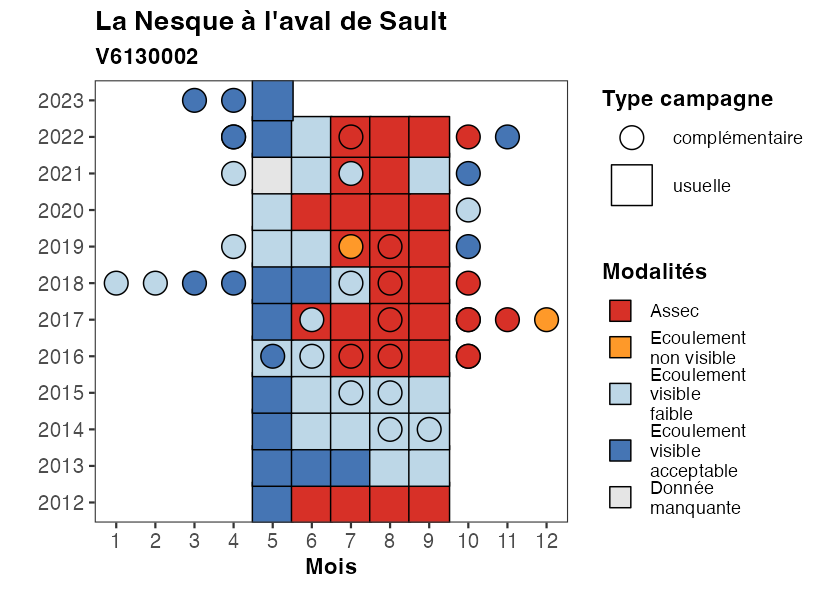 La Nesque à l'aval de Sault
V6130002
2023
2022
2021
2020
2019
2018
2017
2016
2015
2014
2013
2012
1 2 3 4 5 6 7 8 9 10 11 12
Mois
Type campagne
complémentaire
usuelle
Modalités
Assec
Ecoulement
non visible
Ecoulement
visible
faible
Ecoulement
visible
acceptable
Donnée
manquante